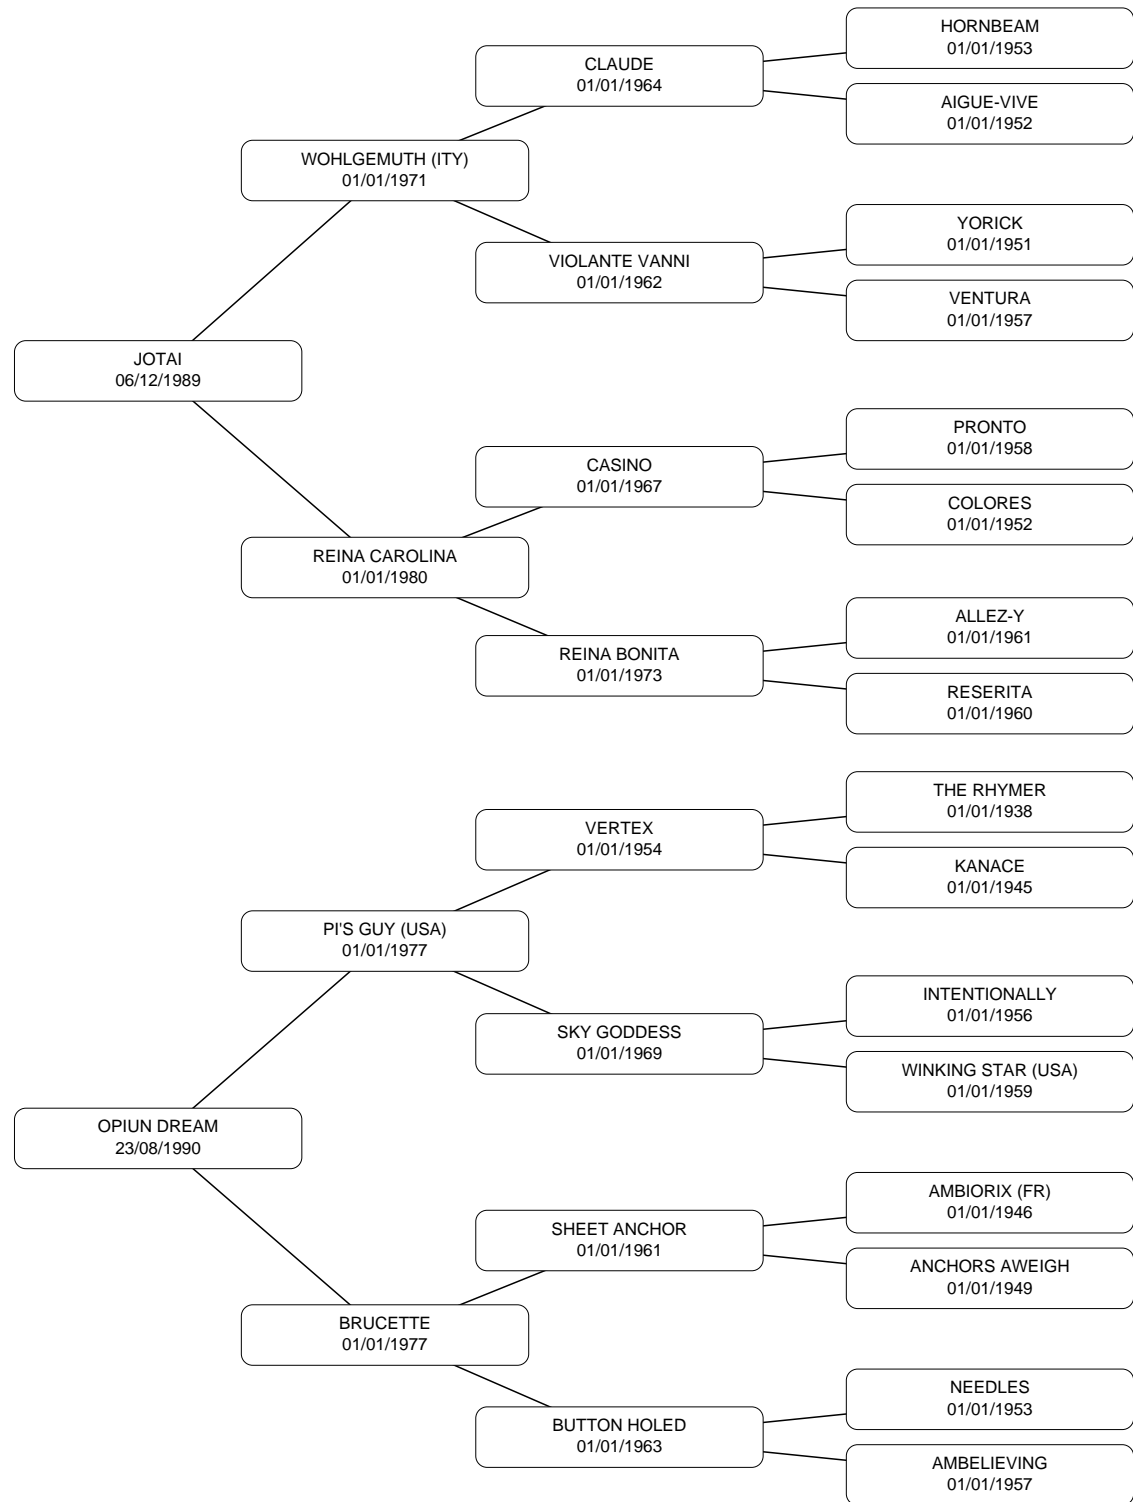 HORNBEAM
01/01/1953
CLAUDE
01/01/1964
AIGUE-VIVE
01/01/1952
WOHLGEMUTH (ITY)
01/01/1971
YORICK
01/01/1951
VIOLANTE VANNI
01/01/1962
VENTURA
01/01/1957
JOTAI
06/12/1989
PRONTO
01/01/1958
CASINO
01/01/1967
COLORES
01/01/1952
REINA CAROLINA
01/01/1980
ALLEZ-Y
01/01/1961
REINA BONITA
01/01/1973
RESERITA
01/01/1960
THE RHYMER
01/01/1938
VERTEX
01/01/1954
KANACE
01/01/1945
PI'S GUY (USA)
01/01/1977
INTENTIONALLY
01/01/1956
SKY GODDESS
01/01/1969
WINKING STAR (USA)
01/01/1959
OPIUN DREAM
23/08/1990
AMBIORIX (FR)
01/01/1946
SHEET ANCHOR
01/01/1961
ANCHORS AWEIGH
01/01/1949
BRUCETTE
01/01/1977
NEEDLES
01/01/1953
BUTTON HOLED
01/01/1963
AMBELIEVING
01/01/1957